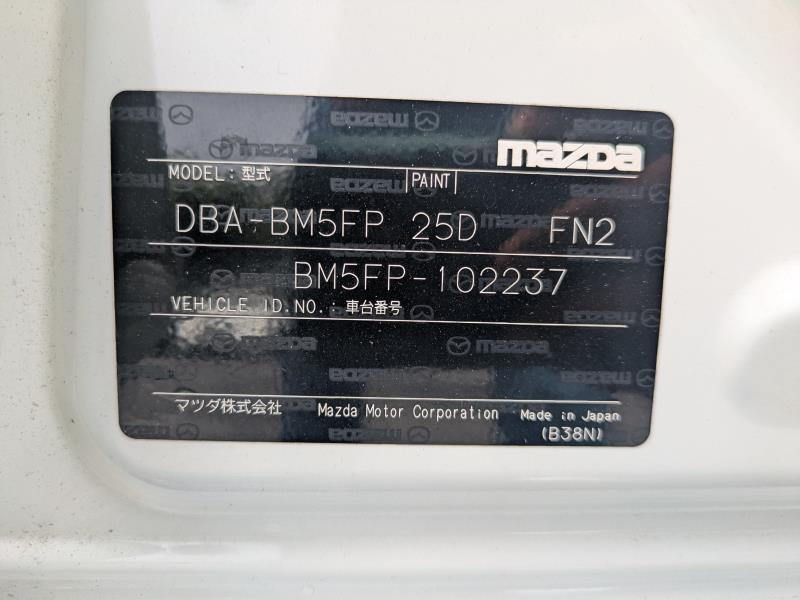 mazda
MODEL:型式 PAINT
DBA-BM5FP 25D FN2
BM5FP-102237
VEHICLE ID.NO.:車台番号
マツダ株式会社 Mazda Motor Corporation Made in Japan
(B38N)